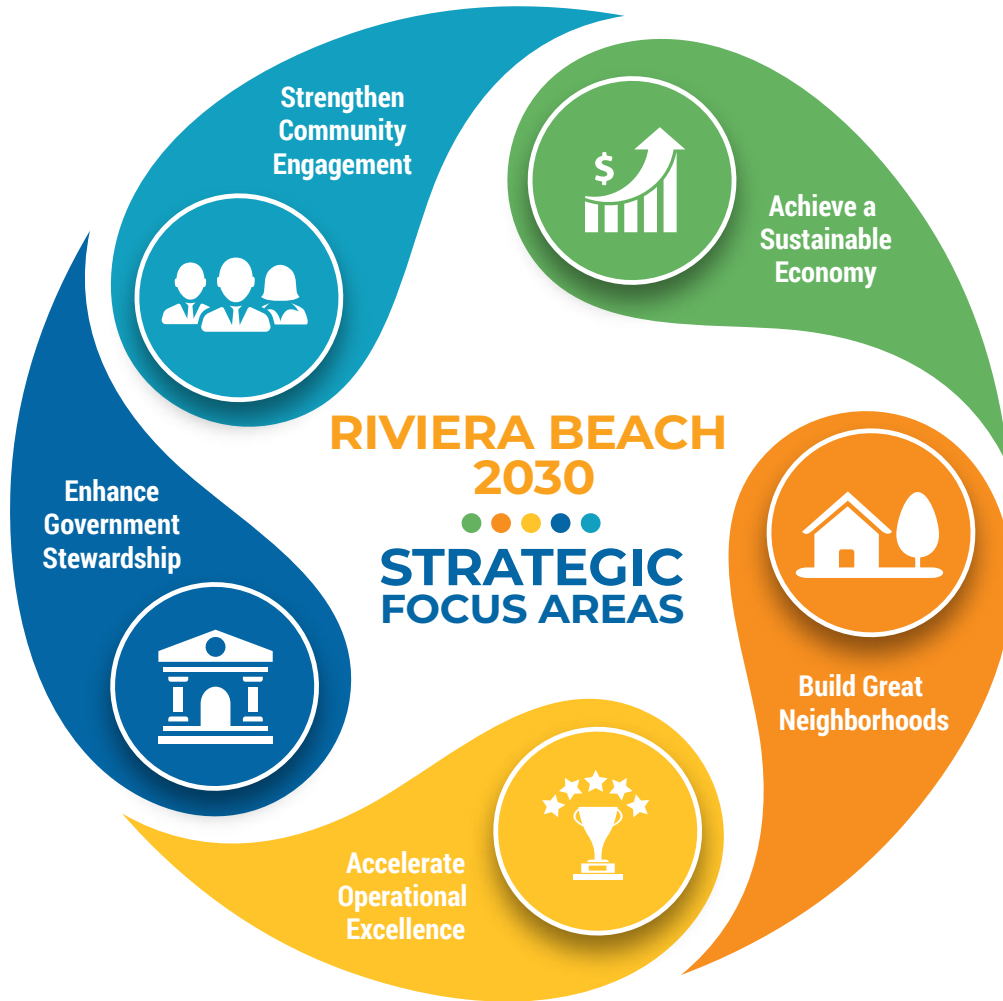 Strengthen
Community
Engagement
$
Achieve a
Sustainable
Economy
RIVIERA BEACH
2030
STRATEGIC
FOCUS AREAS
Enhance
Government
Stewardship
Build Great
Neighborhoods
Accelerate
Operational
Excellence